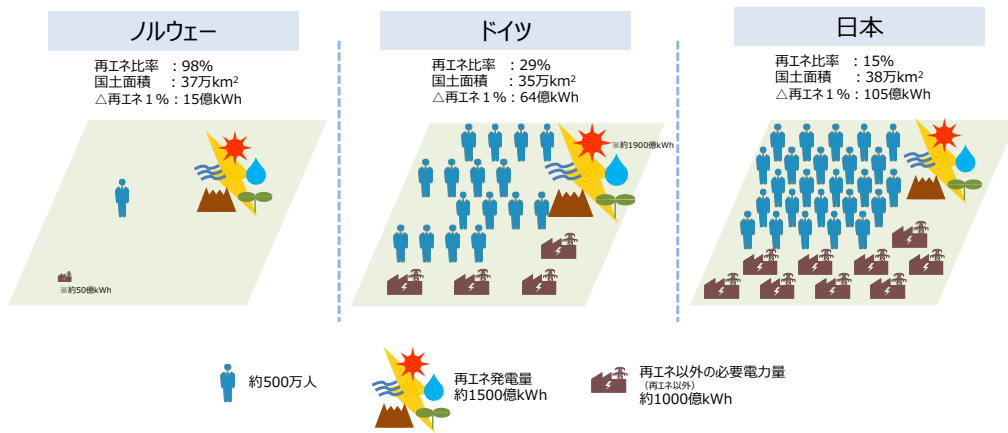 ノルウェー
再エネ比率 :98%
国土面積 :37万km²
△再エネ1%:15億kWh
※約50億kWh
ドイツ
再エネ比率 :29%
国土面積 :35万km²
△再エネ1%:64億kWh
※約1900億kWh
日本
再エネ比率 :15%
国土面積 :38万km²
△再エネ1%:105億kWh
約500万人
再エネ発電量
約1500億kWh
再エネ以外の必要電力量
(再エネ以外)
約1000億kWh